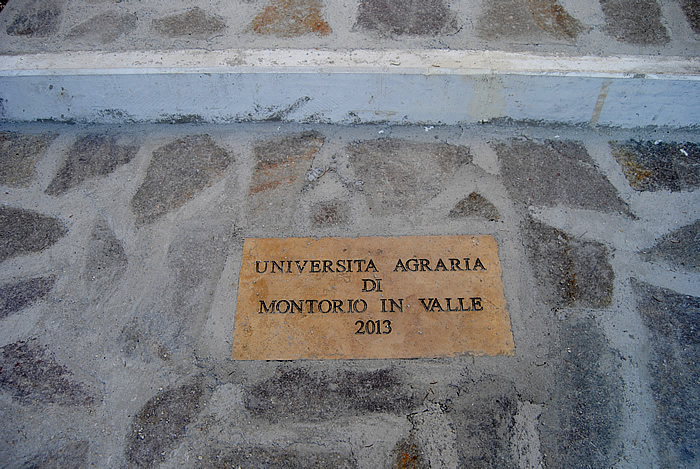 UNIVERSITA AGRARIA
DI
MONTORIO IN VALLE
2013